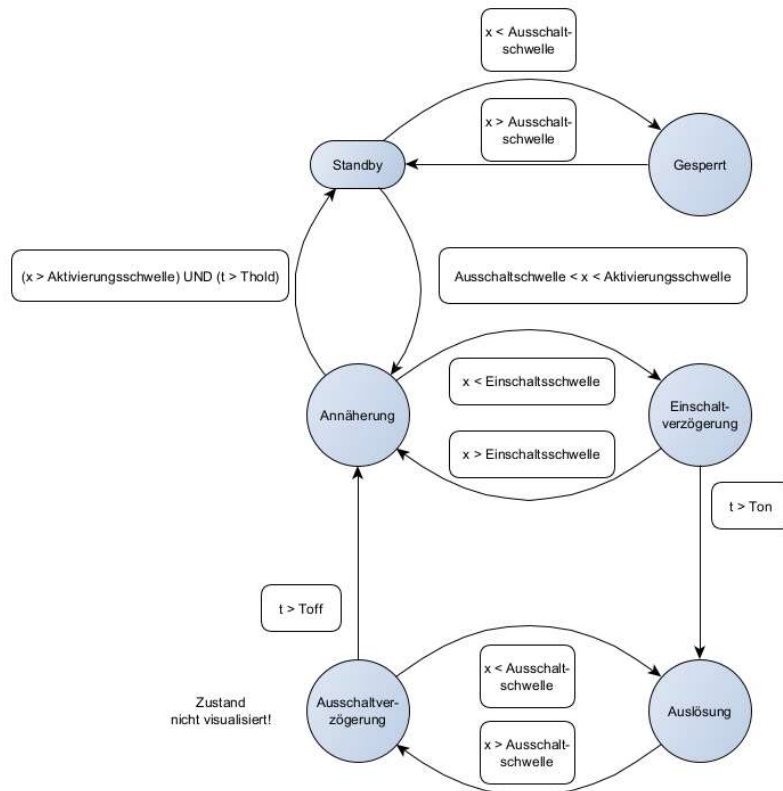 x < Ausschalt-
schwelle
x > Ausschalt-
schwelle
Standby
Gesperrt
(x > Aktivierungsschwelle) UND (t > Thold)
Ausschaltschwelle < x < Aktivierungsschwelle
x < Einschaltsschwelle
Annäherung
Einschalt-
verzögerung
x > Einschaltsschwelle
t > Ton
t > Toff
x < Ausschalt-
schwelle
Zustand
nicht visualisiert!
Ausschaltver-
zögerung
Auslösung
x > Ausschalt-
schwelle